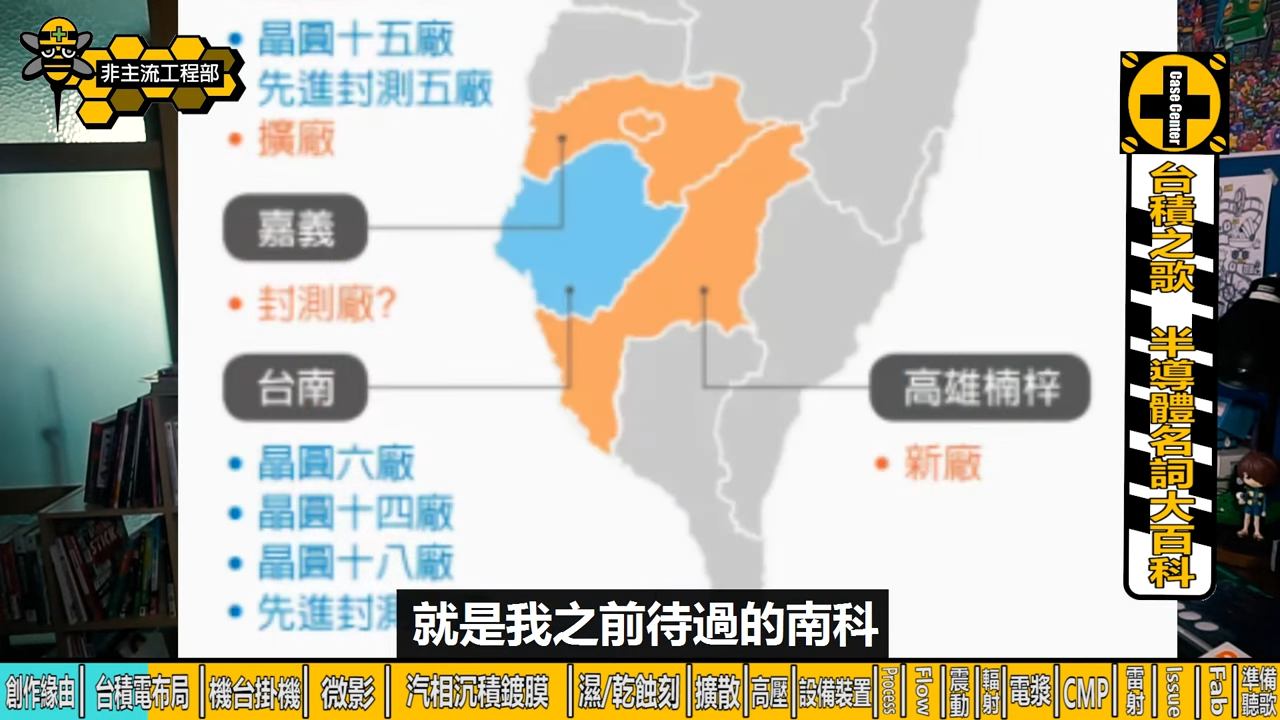 非主流工程部
晶圓十五廠
先進封測五廠
擴廠
嘉義
封測廠?
台南
晶圓六廠
晶圓十四廠
晶圓十八廠
先進封測
高雄楠梓
新廠
Case Center
台積之歌 半導體名詞大百科
就是我之前待過的南科
創作緣由
台積電布局
機台掛機
微影
汽相沉積鍍膜
濕/乾蝕刻
擴散
高壓
設備裝置
Process
Flow
震動
輻射
電漿
CMP
雷射
Issue
Fab
準備聽歌